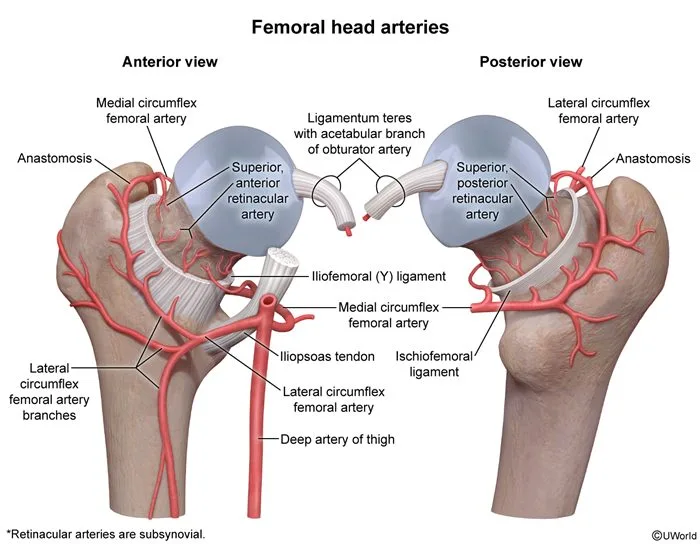 Femoral head arteries
Anterior view
Posterior view
Medial circumflex
femoral artery
Anastomosis
Superior,
anterior
retinacular
artery
Ligamentum teres
with acetabular branch
of obturator artery
Lateral circumflex
femoral artery
Anastomosis
Superior,
posterior
retinacular
artery
Iliofemoral (Y) ligament
Medial circumflex
femoral artery
Iliopsoas tendon
Ischiofemoral
ligament
Lateral
circumflex
femoral artery
branches
Lateral circumflex
femoral artery
Deep artery of thigh
*Retinacular arteries are subsynovial.
©UWorld